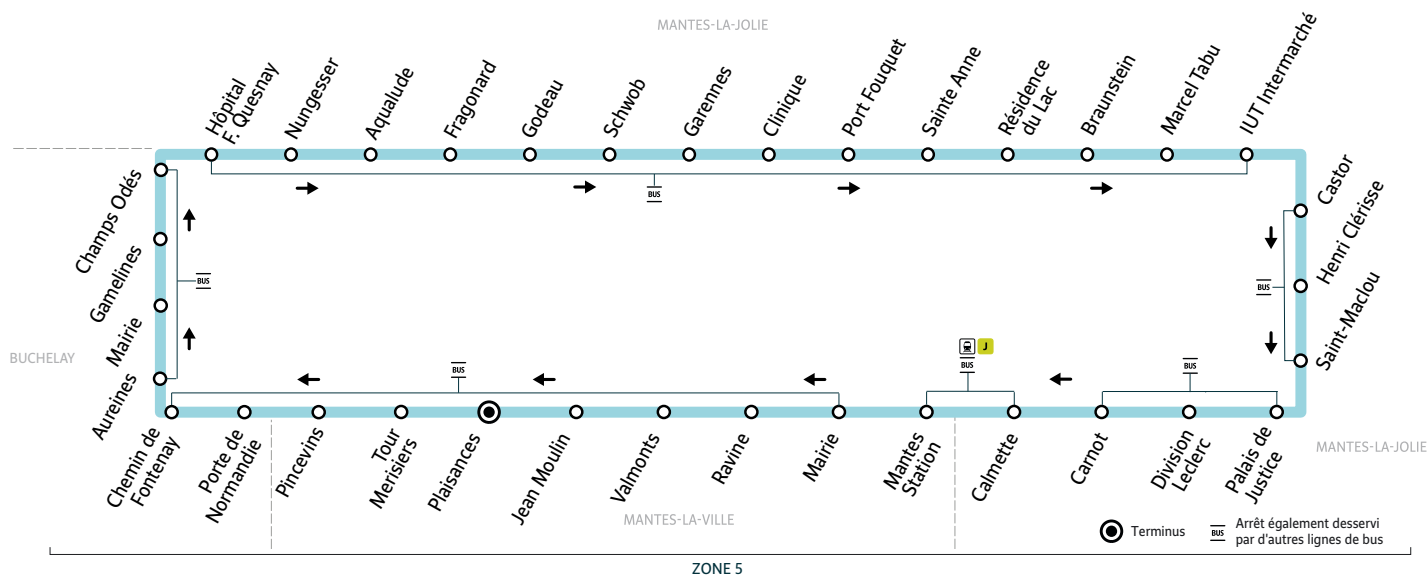 MANTES-LA-JOLIE
Hôpital
F. Quesnay
Nungesser
Aqualude
Fragonard
Godeau
Schwob
Garennes
Clinique
Port Fouquet
Sainte Anne
Résidence
du Lac
Braunstein
Marcel Tabu
IUT Intermarché
BUS
Castor
Henri Clérisse
Saint-Maclou
BUS
Champs Odés
Gamelines
Mairie
Aureines
BUS
BUCHELAY
BUS
J
BUS
BUS
Chemin de
Fontenay
Porte de
Normandie
Pincevins
Tour
Merisiers
Plaisances
Jean Moulin
Valmonts
Ravine
Mairie
Mantes
Station
Calmette
Carnot
Division
Leclerc
Palais de
Justice
MANTES-LA-JOLIE
MANTES-LA-VILLE
Terminus
BUS
Arrêt également desservi
par d'autres lignes de bus
ZONE 5